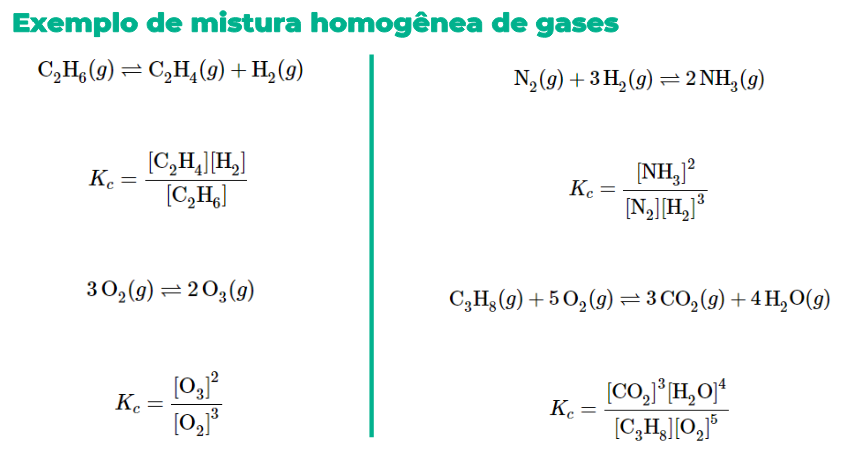 Exemplo de mistura homogênea de gases
C₂H₆(g) ⇌ C₂H₄(g) + H₂(g)
K_c = [C₂H₄][H₂] / [C₂H₆]
3 O₂(g) ⇌ 2 O₃(g)
K_c = [O₃]² / [O₂]³
N₂(g) + 3 H₂(g) ⇌ 2 NH₃(g)
K_c = [NH₃]² / [N₂][H₂]³
C₃H₈(g) + 5 O₂(g) ⇌ 3 CO₂(g) + 4 H₂O(g)
K_c = [CO₂]³[H₂O]⁴ / [C₃H₈][O₂]⁵